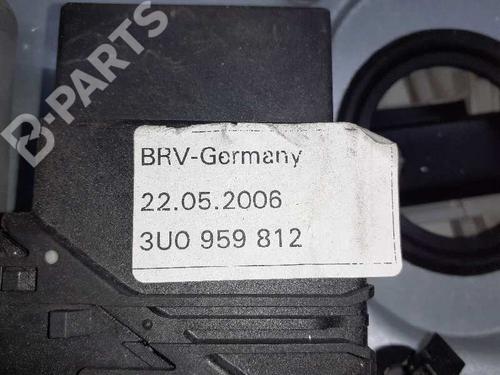 B-PARTS
BRV-Germany
22.05.2006
3U0 959 812